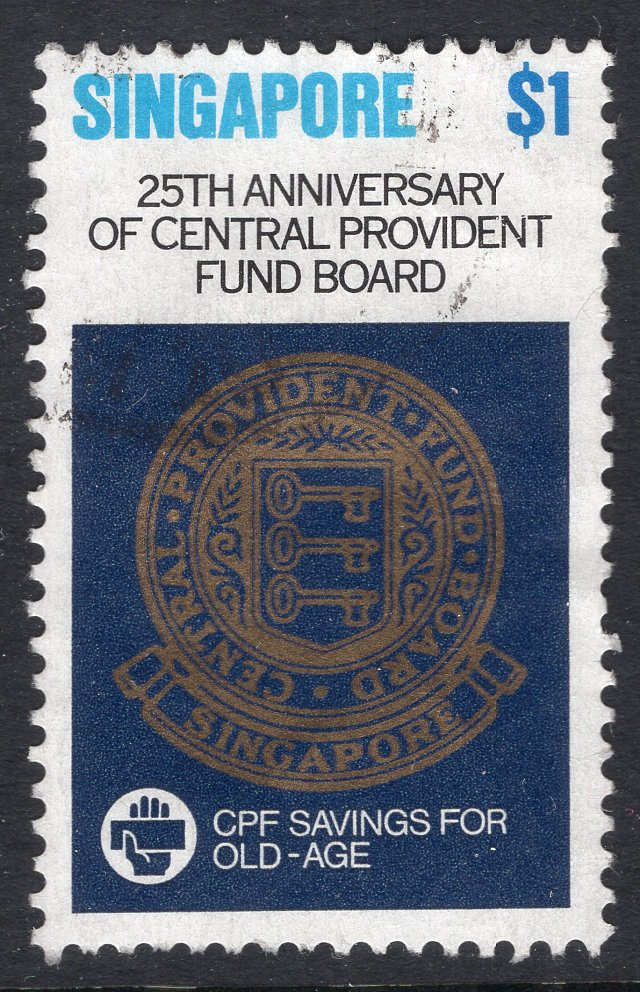 SINGAPORE $1
25TH ANNIVERSARY
OF CENTRAL PROVIDENT
FUND BOARD
CENTRAL · PROVIDENT · FUND · BOARD ·
SINGAPORE
CPF SAVINGS FOR
OLD-AGE